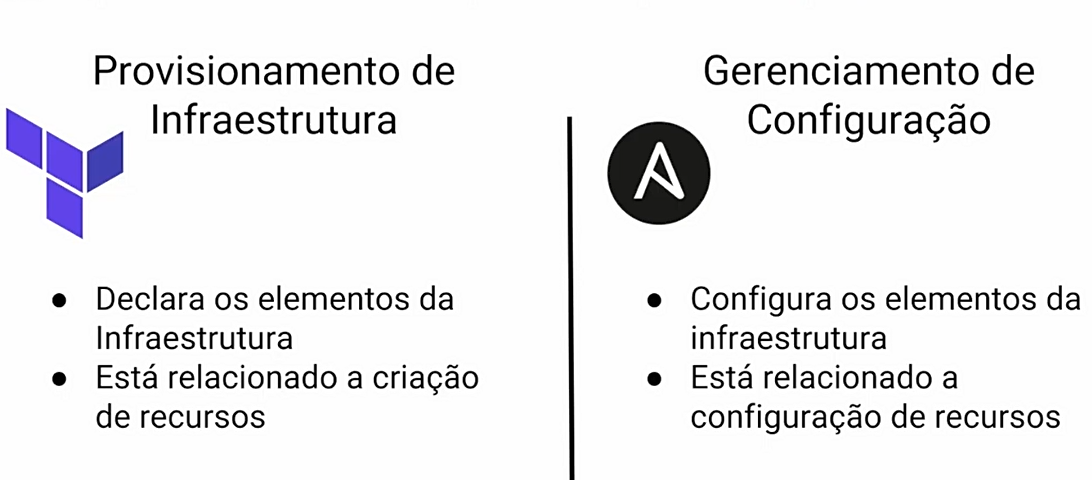 Provisionamento de
Infraestrutura
Declara os elementos da
Infraestrutura
Está relacionado a criação
de recursos
Gerenciamento de
Configuração
Configura os elementos da
infraestrutura
Está relacionado a
configuração de recursos